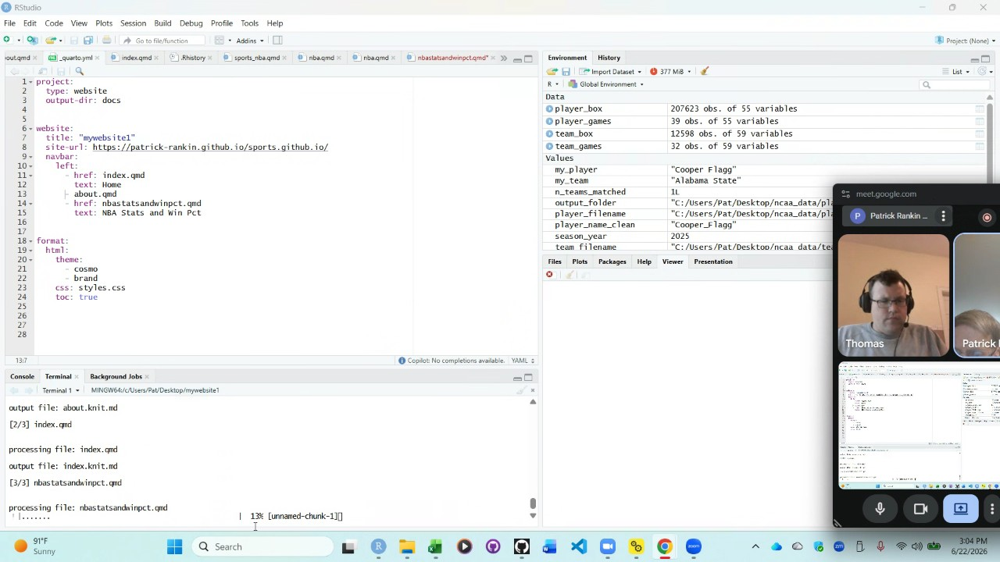 RStudio
File Edit Code View Plots Session Build Debug Profile Tools Help
Go to file/function Addins Project: (None)
out.qmd _quarto.yml index.qmd .Rhistory sports_nba.qmd nba.qmd nba.qmd nbastatsandwinpct.qmd*
1 project:
2 type: website
3 output-dir: docs
4
5
6 website:
7 title: "mywebsite1"
8 site-url: https://patrick-rankin.github.io/sports.github.io/
9 navbar:
10 left:
11 - href: index.qmd
12 text: Home
13 - about.qmd
14 - href: nbastatsandwinpct.qmd
15 text: NBA Stats and Win Pct
16
17
18 format:
19 html:
20 theme:
21 - cosmo
22 - brand
23 css: styles.css
24 toc: true
25
26
27
28
13:7 Copilot: No completions available. YAML
Console Terminal Background Jobs
Terminal 1 MINGW64:/c/Users/Pat/Desktop/mywebsite1
output file: about.knit.md
[2/3] index.qmd
processing file: index.qmd
output file: index.knit.md
[3/3] nbastatsandwinpct.qmd
processing file: nbastatsandwinpct.qmd
|....... | 13% [unnamed-chunk-1]
Environment History
Import Dataset 377 MiB List
R Global Environment
Data
player_box 207623 obs. of 55 variables
player_games 39 obs. of 55 variables
team_box 12598 obs. of 59 variables
team_games 32 obs. of 59 variables
Values
my_player "Cooper Flagg"
my_team "Alabama State"
n_teams_matched 1L
output_folder "C:/Users/Pat/Desktop/ncaa_data/pl
player_filename "C:/Users/Pat/Desktop/ncaa_data/pl
player_name_clean "Cooper_Flagg"
season_year 2025
team_filename "C:/Users/Pat/Desktop/ncaa_data/tea
Files Plots Packages Help Viewer Presentation
meet.google.com
P Patrick Rankin ...
Thomas
Patrick
91°F
Sunny
Search
zoom
zm
3:04 PM
6/22/2026